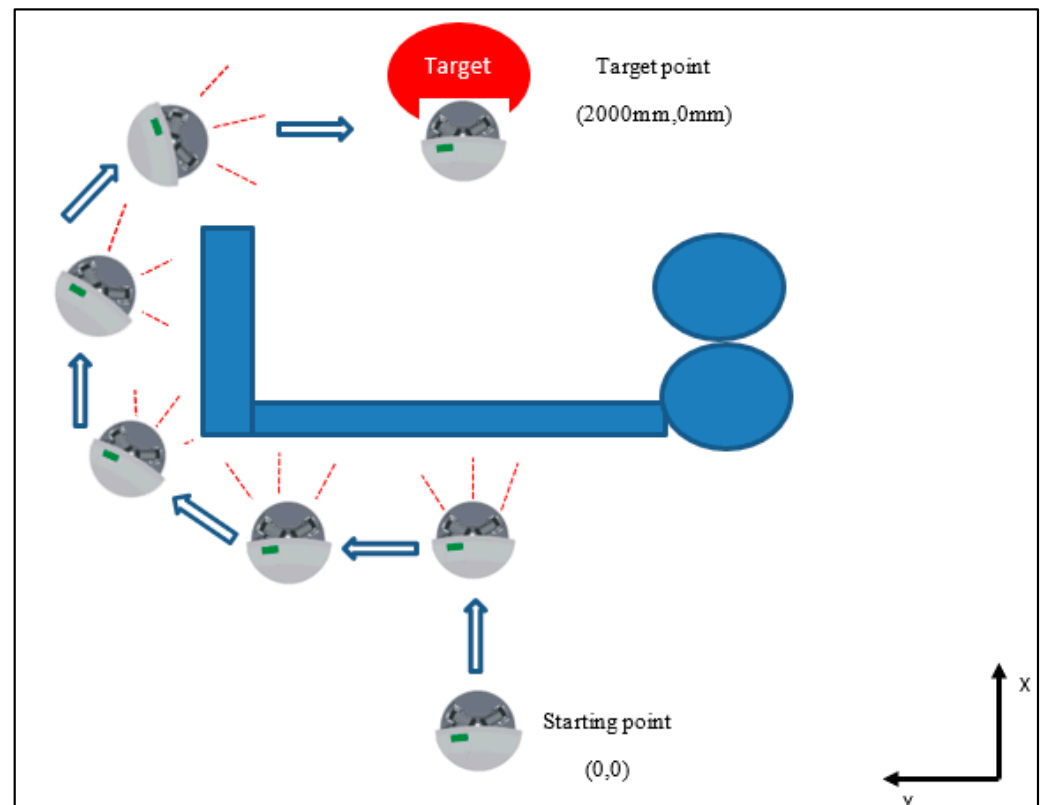 Target
Target point
(2000mm,0mm)
Starting point
(0,0)
X
Y